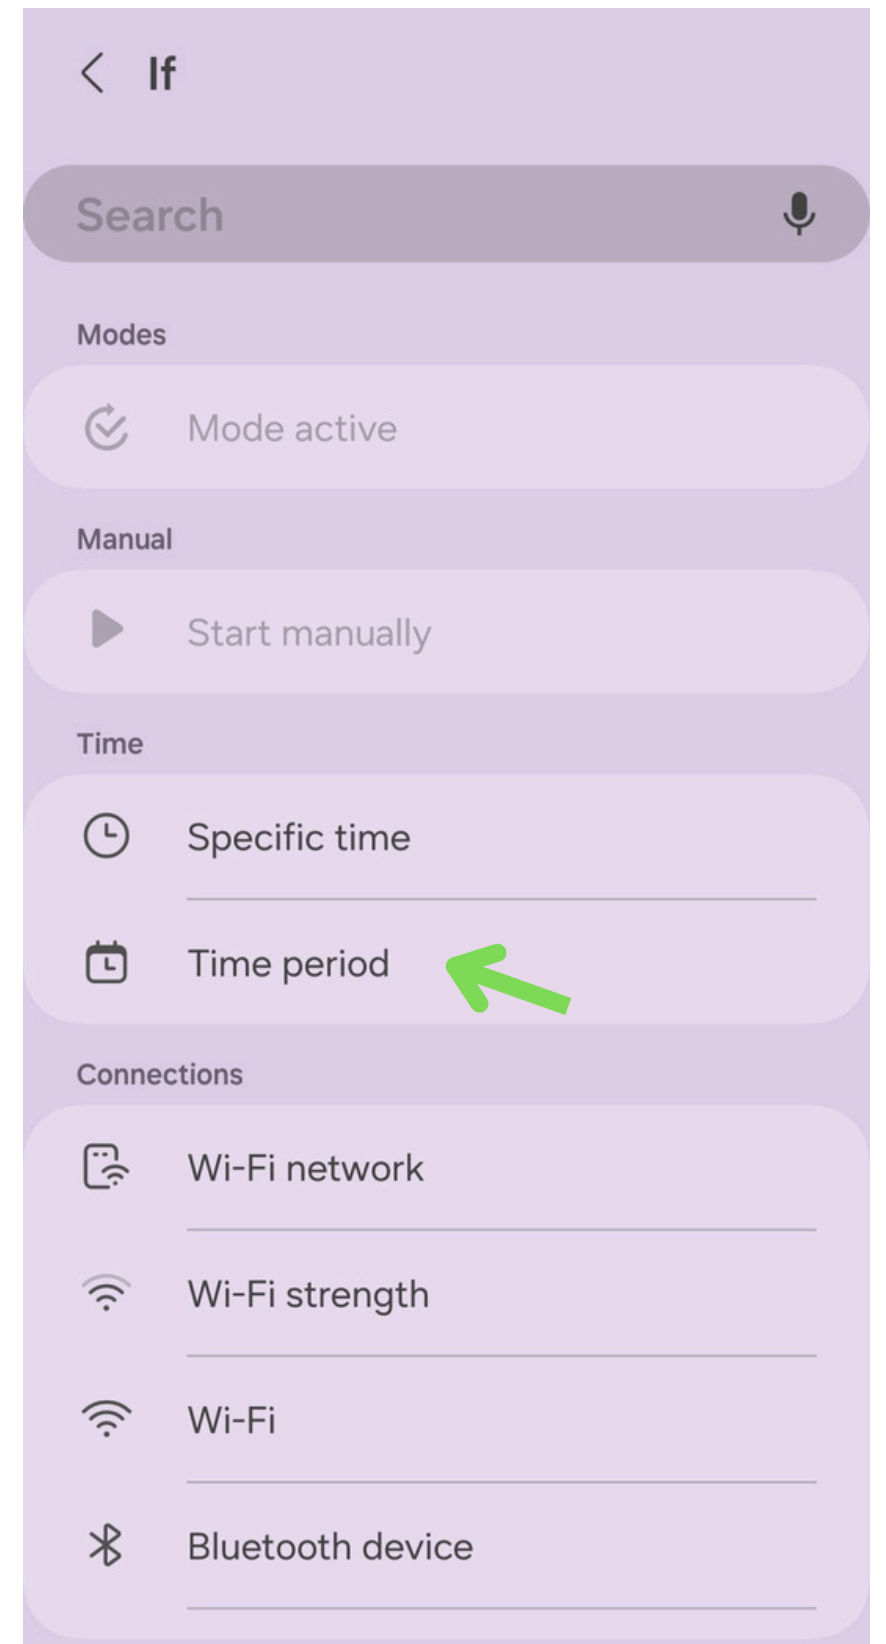 If
Search
Modes
Mode active
Manual
Start manually
Time
Specific time
Time period
Connections
Wi-Fi network
Wi-Fi strength
Wi-Fi
Bluetooth device